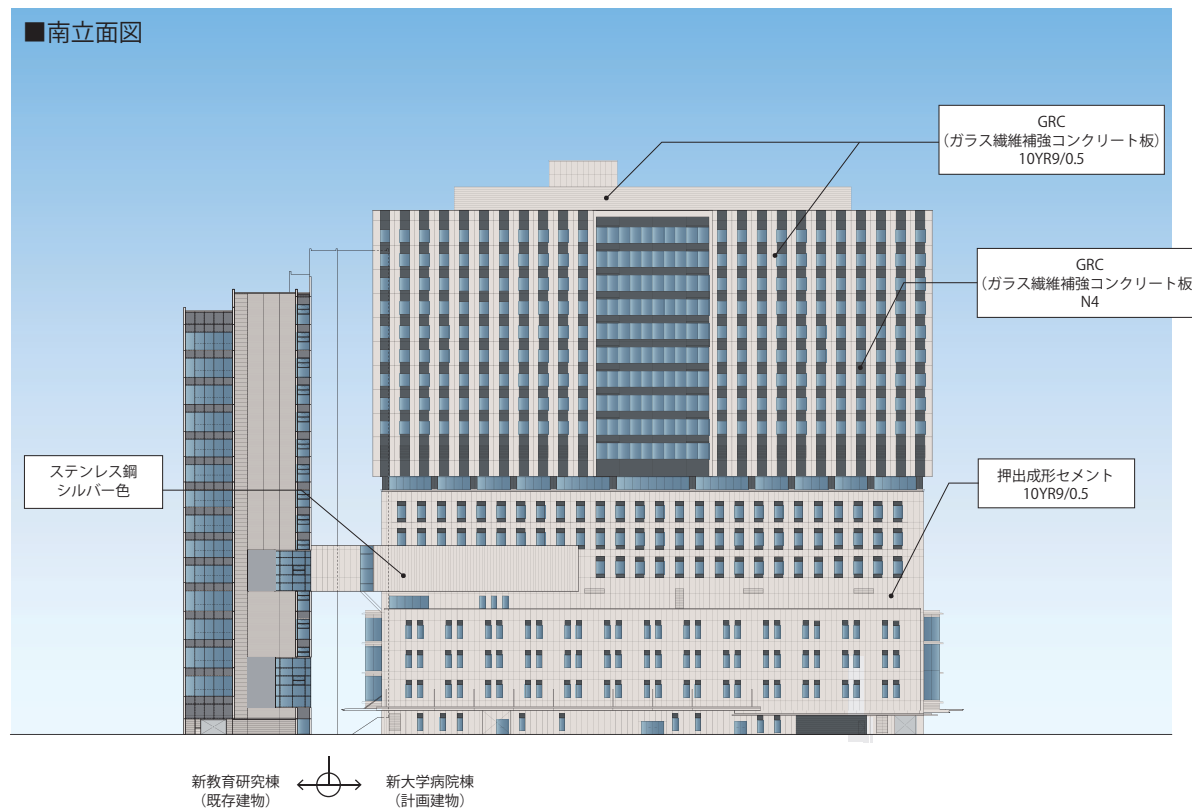 ■南立面図
GRC
（ガラス繊維補強コンクリート板）
10YR9/0.5
GRC
（ガラス繊維補強コンクリート板
N4
ステンレス鋼
シルバー色
押出成形セメント
10YR9/0.5
新教育研究棟
（既存建物）
新大学病院棟
（計画建物）